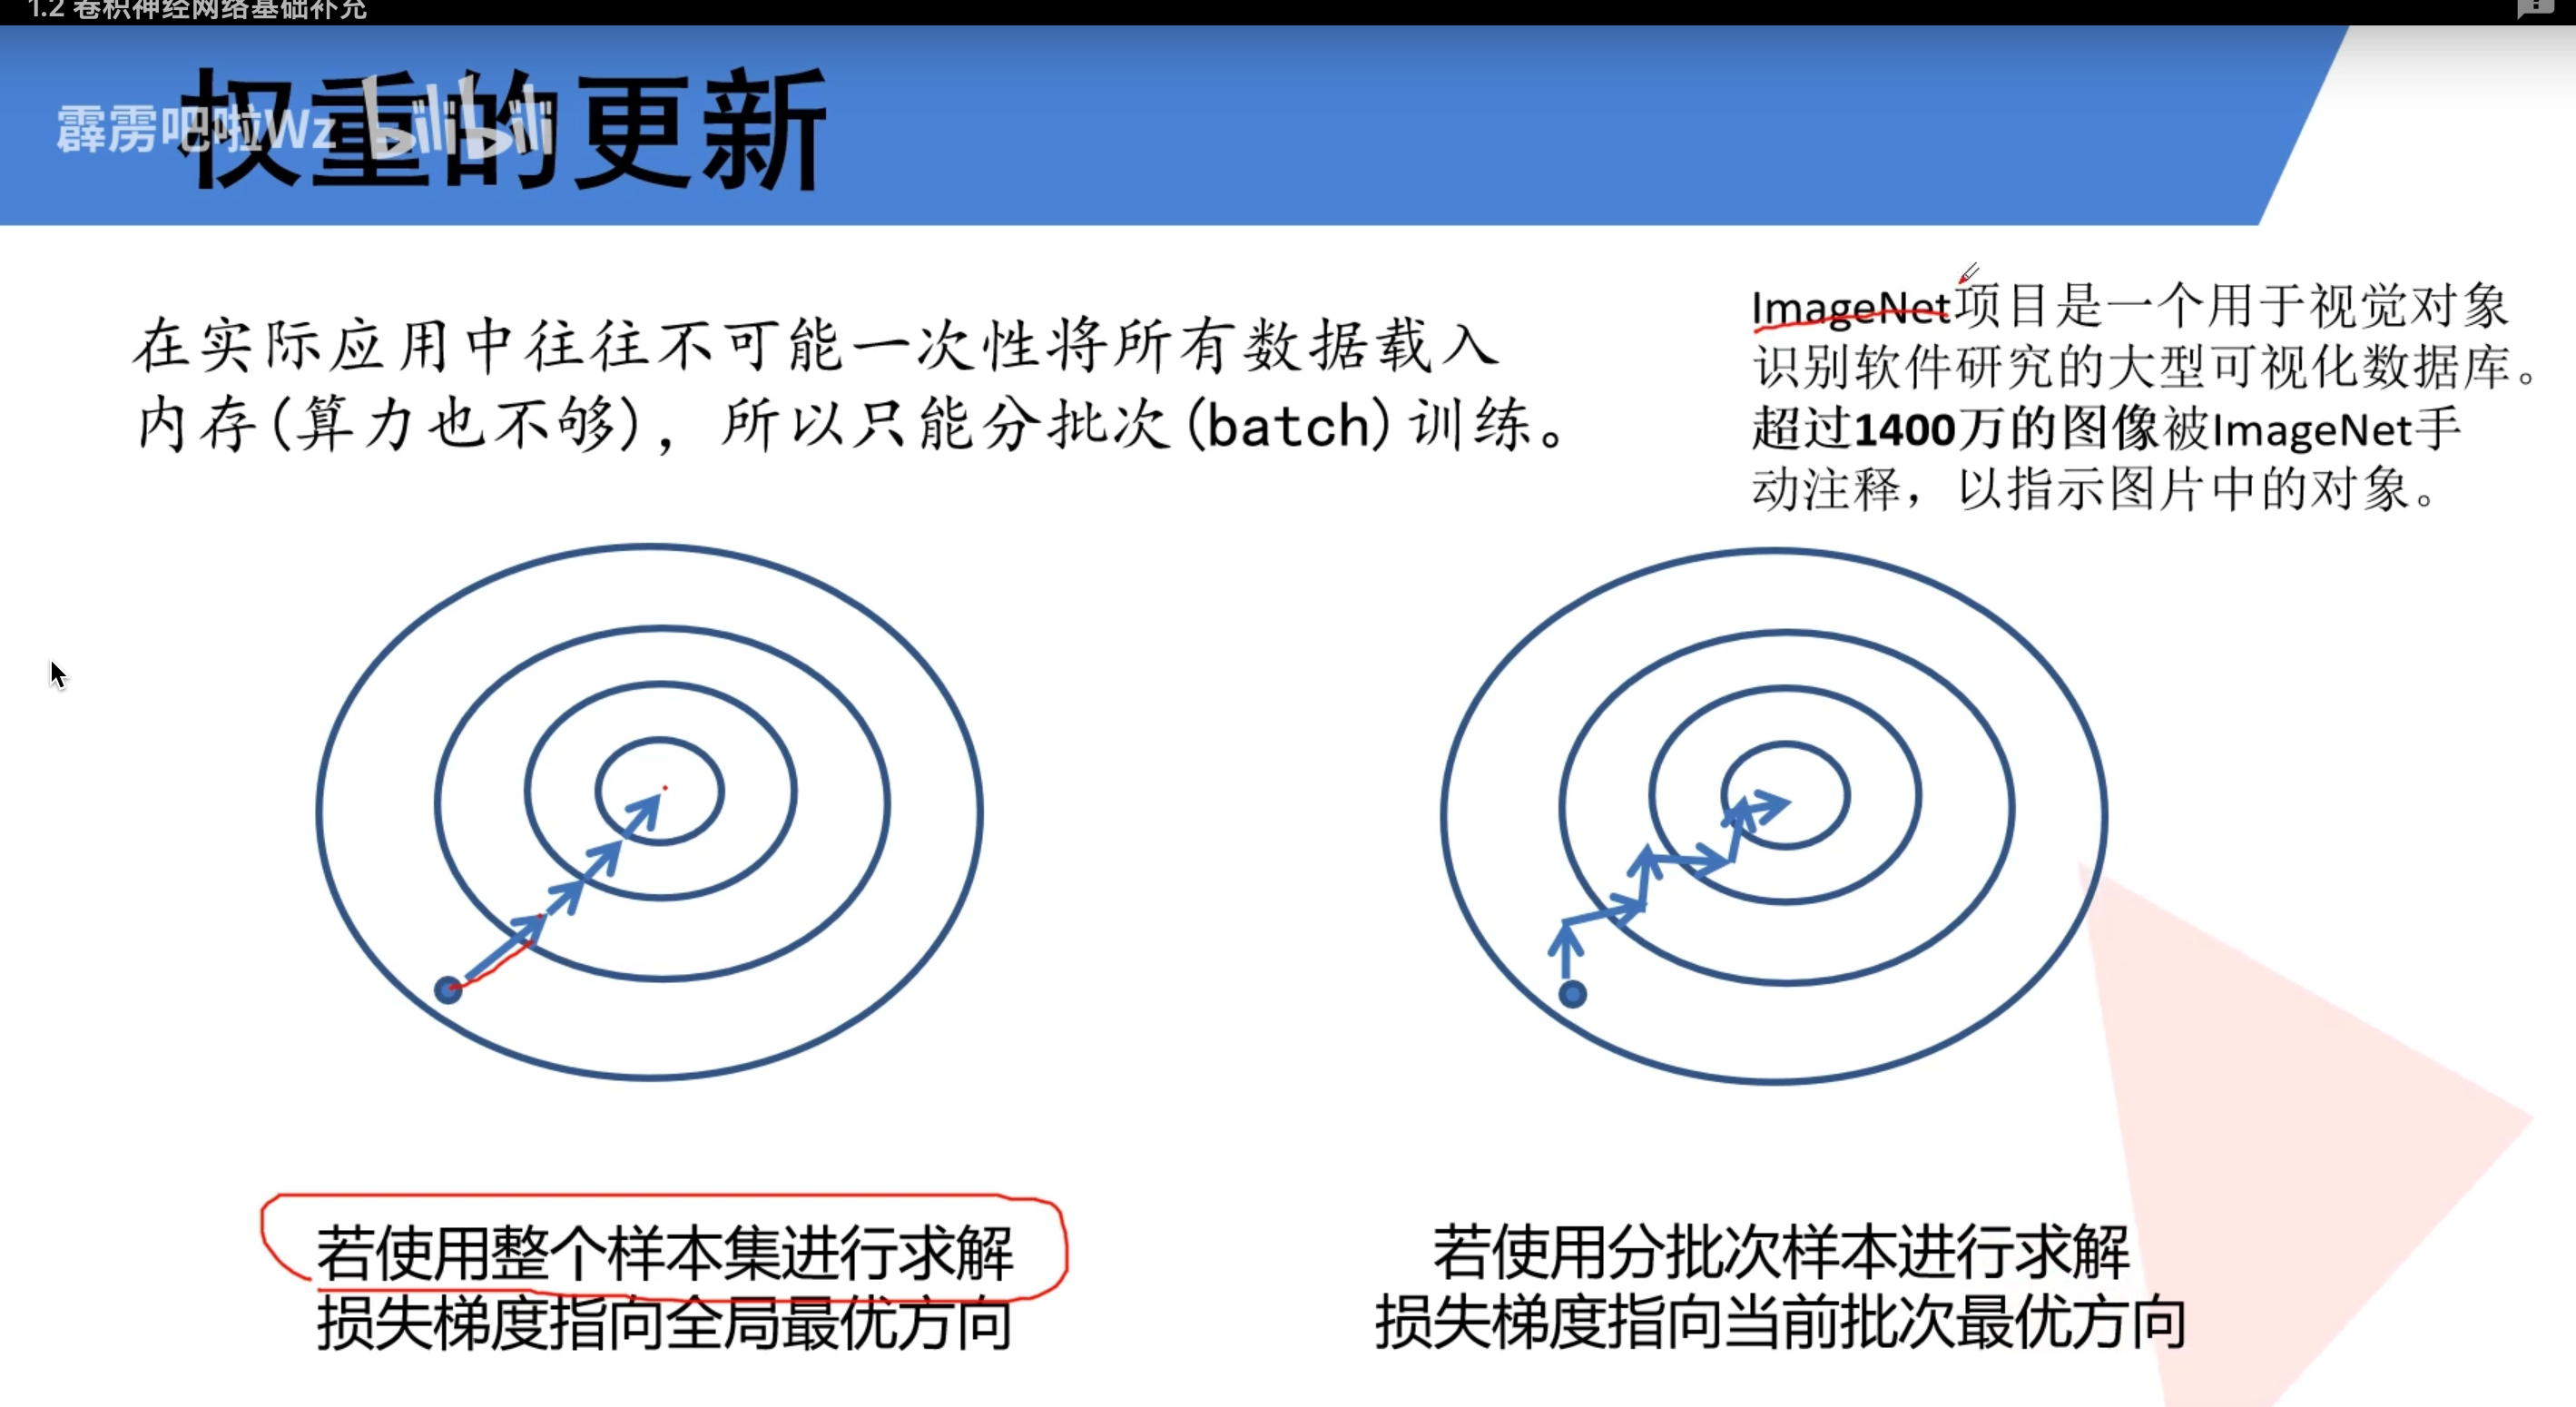 1.2 卷积神经网络基础补充
权重的更新
霹雳吧啦Wz bilibili
在实际应用中往往不可能一次性将所有数据载入
内存(算力也不够)，所以只能分批次(batch)训练。
ImageNet项目是一个用于视觉对象
识别软件研究的大型可视化数据库。
超过1400万的图像被ImageNet手
动注释，以指示图片中的对象。
若使用整个样本集进行求解
损失梯度指向全局最优方向
若使用分批次样本进行求解
损失梯度指向当前批次最优方向